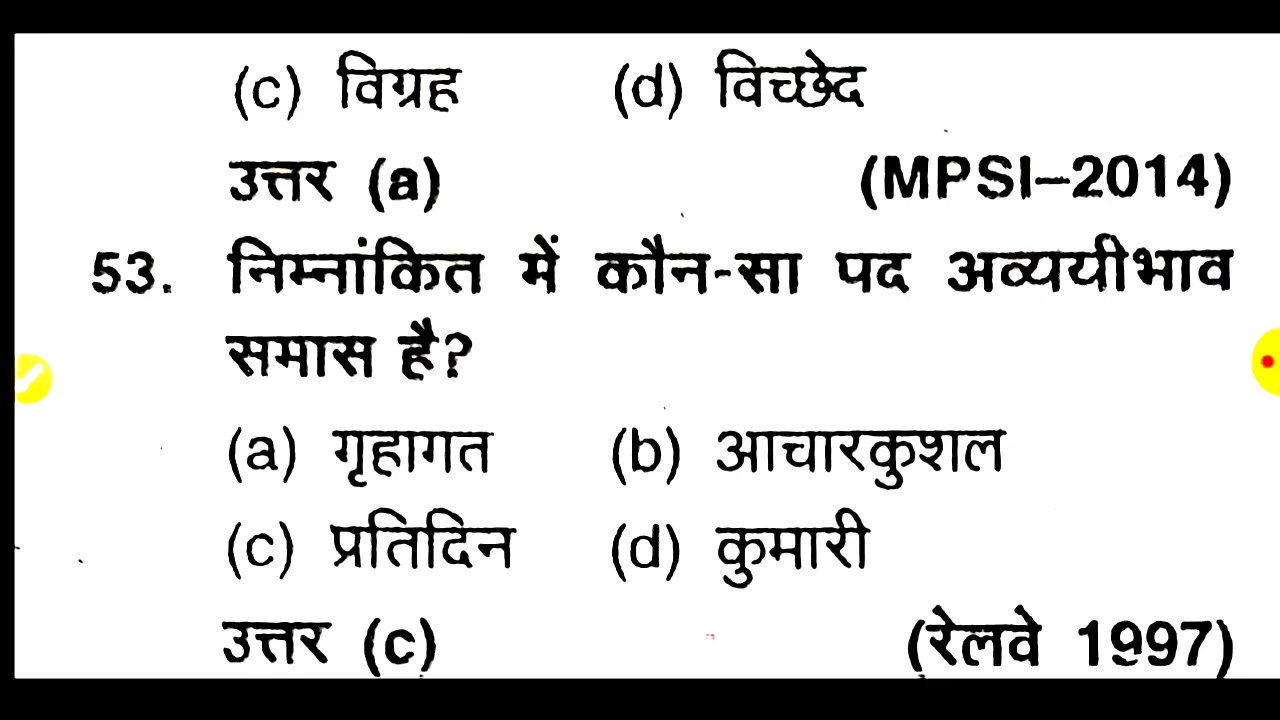 (c) विग्रह (d) विच्छेद
उत्तर (a) (MPSI–2014)
53. निम्नांकित में कौन-सा पद अव्ययीभाव
समास है?
(a) गृहागत (b) आचारकुशल
(c) प्रतिदिन (d) कुमारी
उत्तर (c) (रेलवे 1997)